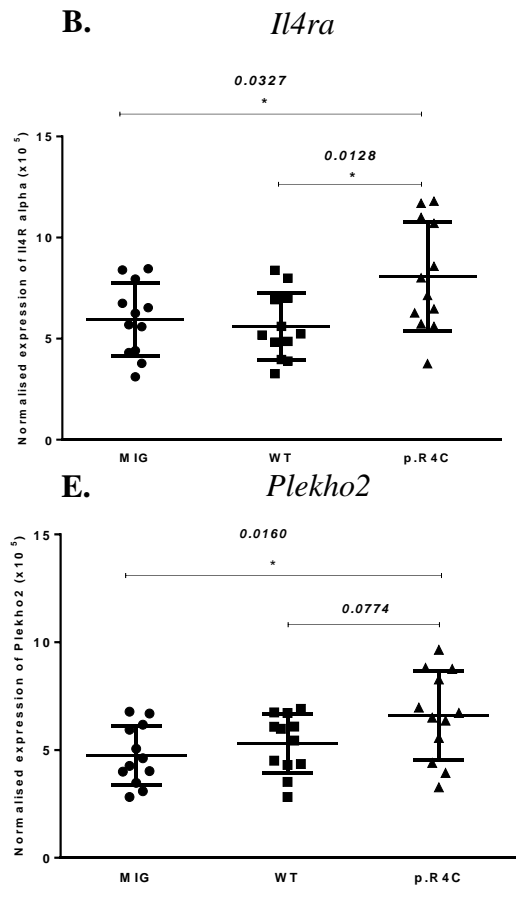 B. Il4ra
0.0327
*
0.0128
*
Normalised expression of Il4R alpha (x10 5)
15
10
5
0
MIG WT p.R4C
E. Plekho2
0.0160
*
0.0774
Normalised expression of Plekho2 (x10 5)
15
10
5
0
MIG WT p.R4C